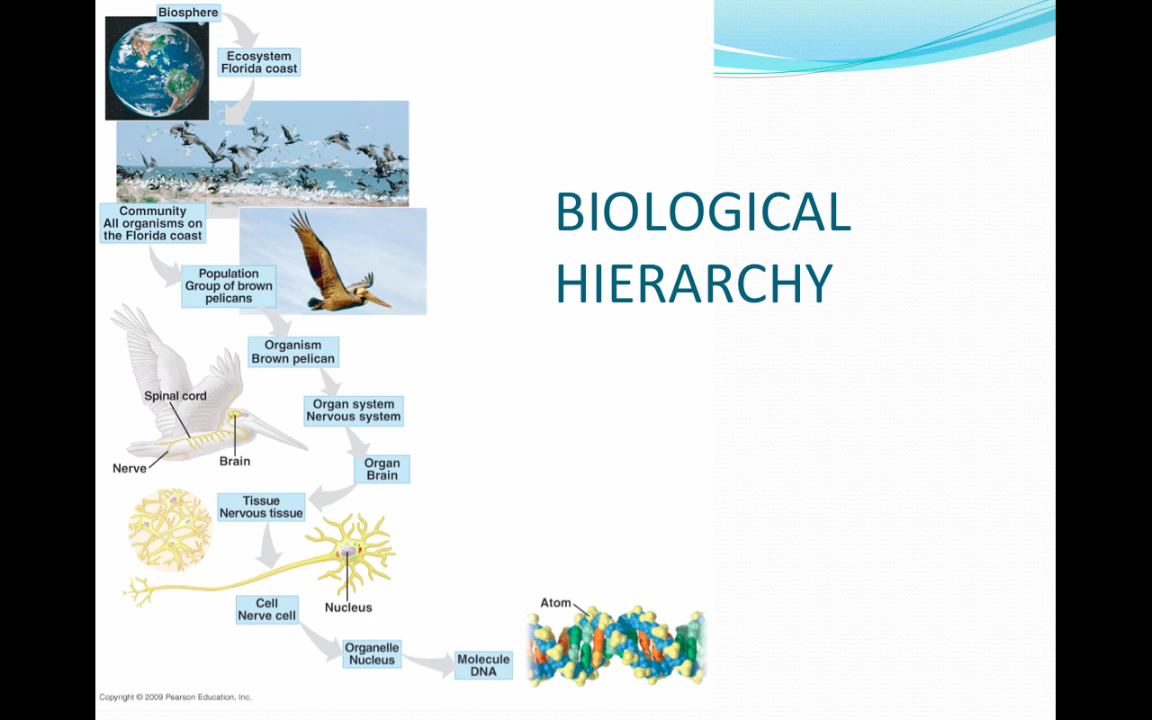 Biosphere
Ecosystem
Florida coast
BIOLOGICAL
HIERARCHY
Community
All organisms on
the Florida coast
Population
Group of brown
pelicans
Organism
Brown pelican
Spinal cord
Organ system
Nervous system
Brain
Nerve
Organ
Brain
Tissue
Nervous tissue
Cell
Nerve cell
Nucleus
Atom
Organelle
Nucleus
Molecule
DNA
Copyright © 2009 Pearson Education, Inc.